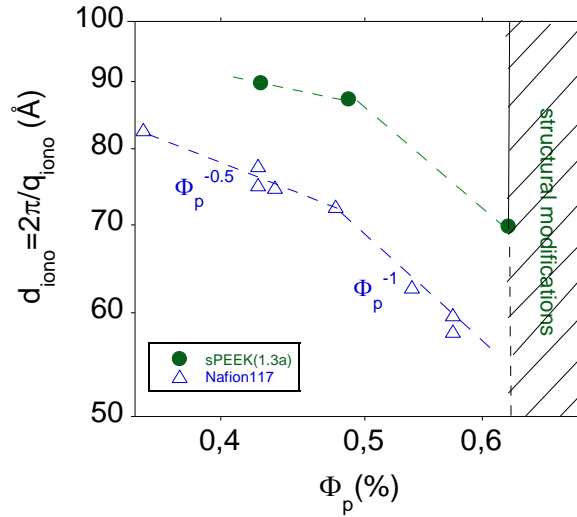 100
90
80
70
60
50
d_iono=2π/q_iono (Å)
Φ_p^-0.5
Φ_p^-1
structural modifications
sPEEK(1.3a)
Nafion117
0,4
0,5
0,6
Φ_p(%)